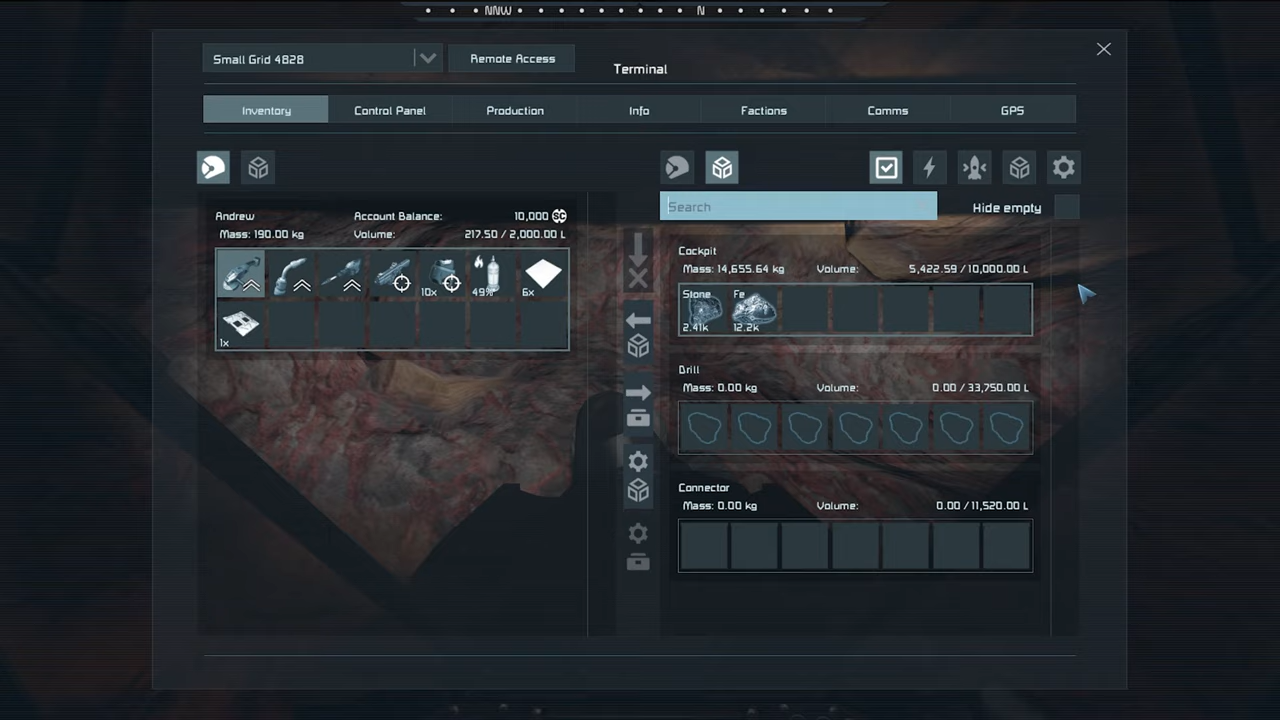 NNW N
Small Grid 4828
Remote Access
Terminal
Inventory
Control Panel
Production
Info
Factions
Comms
GPS
Andrew
Account Balance: 10,000 SC
Mass: 190.00 kg
Volume: 217.50 / 2,000.00 L
10x
49%
6x
1x
Search
Hide empty
Cockpit
Mass: 14,655.64 kg
Volume: 5,422.59 / 10,000.00 L
Stone
Fe
2.41k
12.2k
Drill
Mass: 0.00 kg
Volume: 0.00 / 33,750.00 L
Connector
Mass: 0.00 kg
Volume: 0.00 / 11,520.00 L